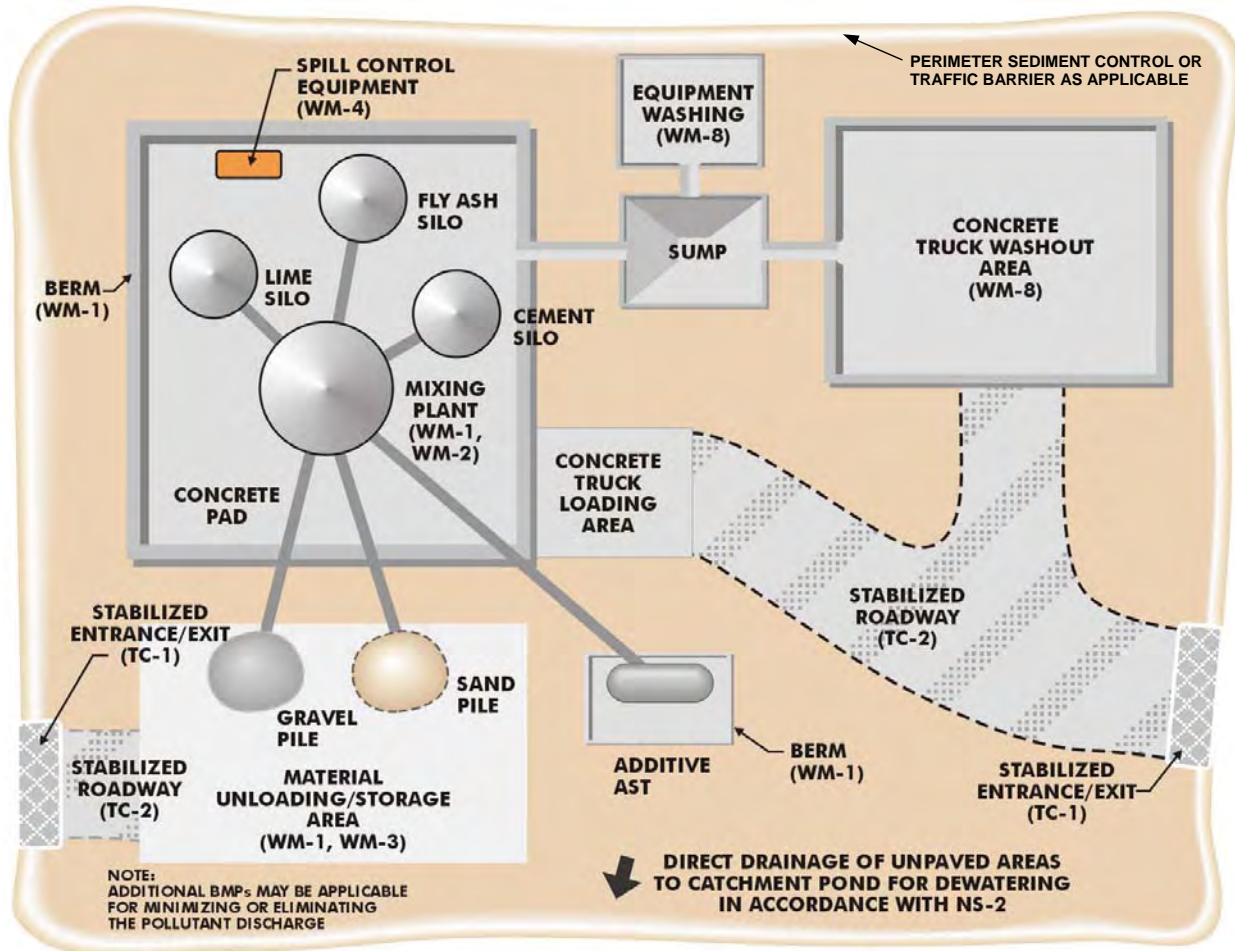 PERIMETER SEDIMENT CONTROL OR
TRAFFIC BARRIER AS APPLICABLE
SPILL CONTROL
EQUIPMENT
(WM-4)
EQUIPMENT
WASHING
(WM-8)
FLY ASH
SILO
CONCRETE
TRUCK WASHOUT
AREA
(WM-8)
SUMP
BERM
(WM-1)
LIME
SILO
CEMENT
SILO
MIXING
PLANT
(WM-1,
WM-2)
CONCRETE
PAD
CONCRETE
TRUCK
LOADING
AREA
STABILIZED
ROADWAY
(TC-2)
STABILIZED
ENTRANCE/EXIT
(TC-1)
GRAVEL
PILE
SAND
PILE
STABILIZED
ROADWAY
(TC-2)
MATERIAL
UNLOADING/STORAGE
AREA
(WM-1, WM-3)
ADDITIVE
AST
BERM
(WM-1)
STABILIZED
ENTRANCE/EXIT
(TC-1)
NOTE:
ADDITIONAL BMPs MAY BE APPLICABLE
FOR MINIMIZING OR ELIMINATING
THE POLLUTANT DISCHARGE
DIRECT DRAINAGE OF UNPAVED AREAS
TO CATCHMENT POND FOR DEWATERING
IN ACCORDANCE WITH NS-2